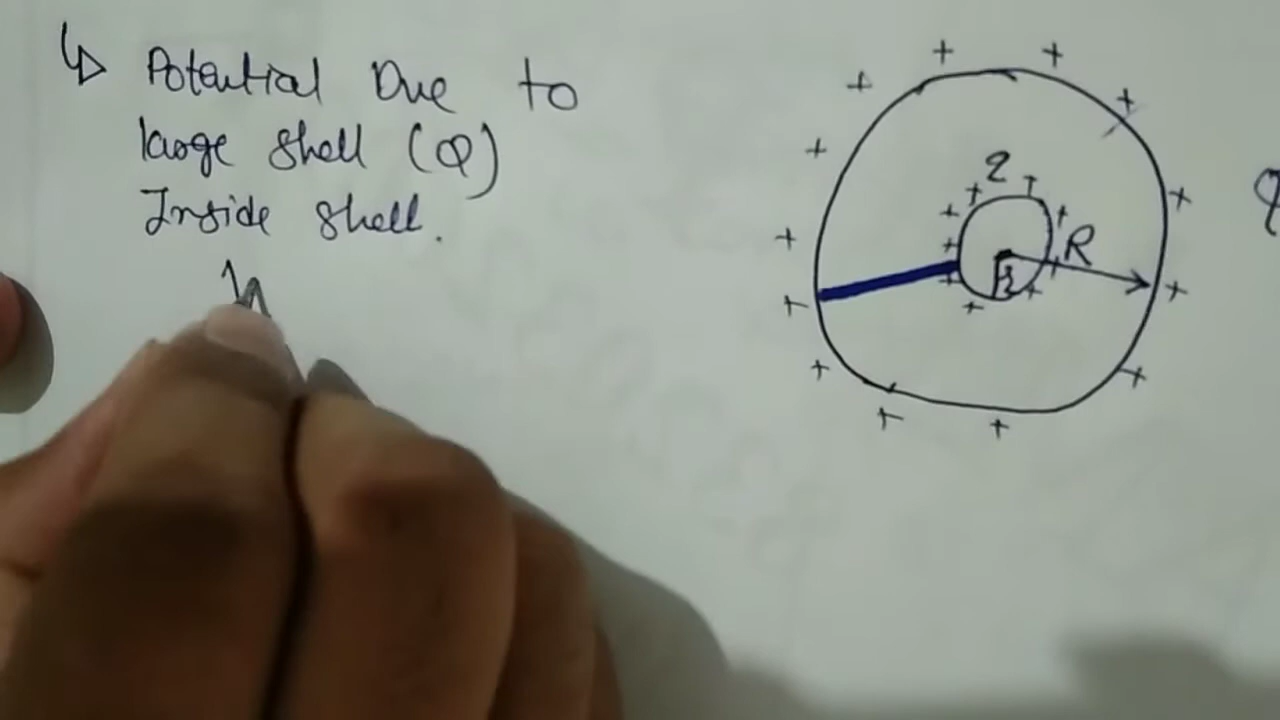 ↳ Potential Due to
large shell (Q)
Inside shell.
R